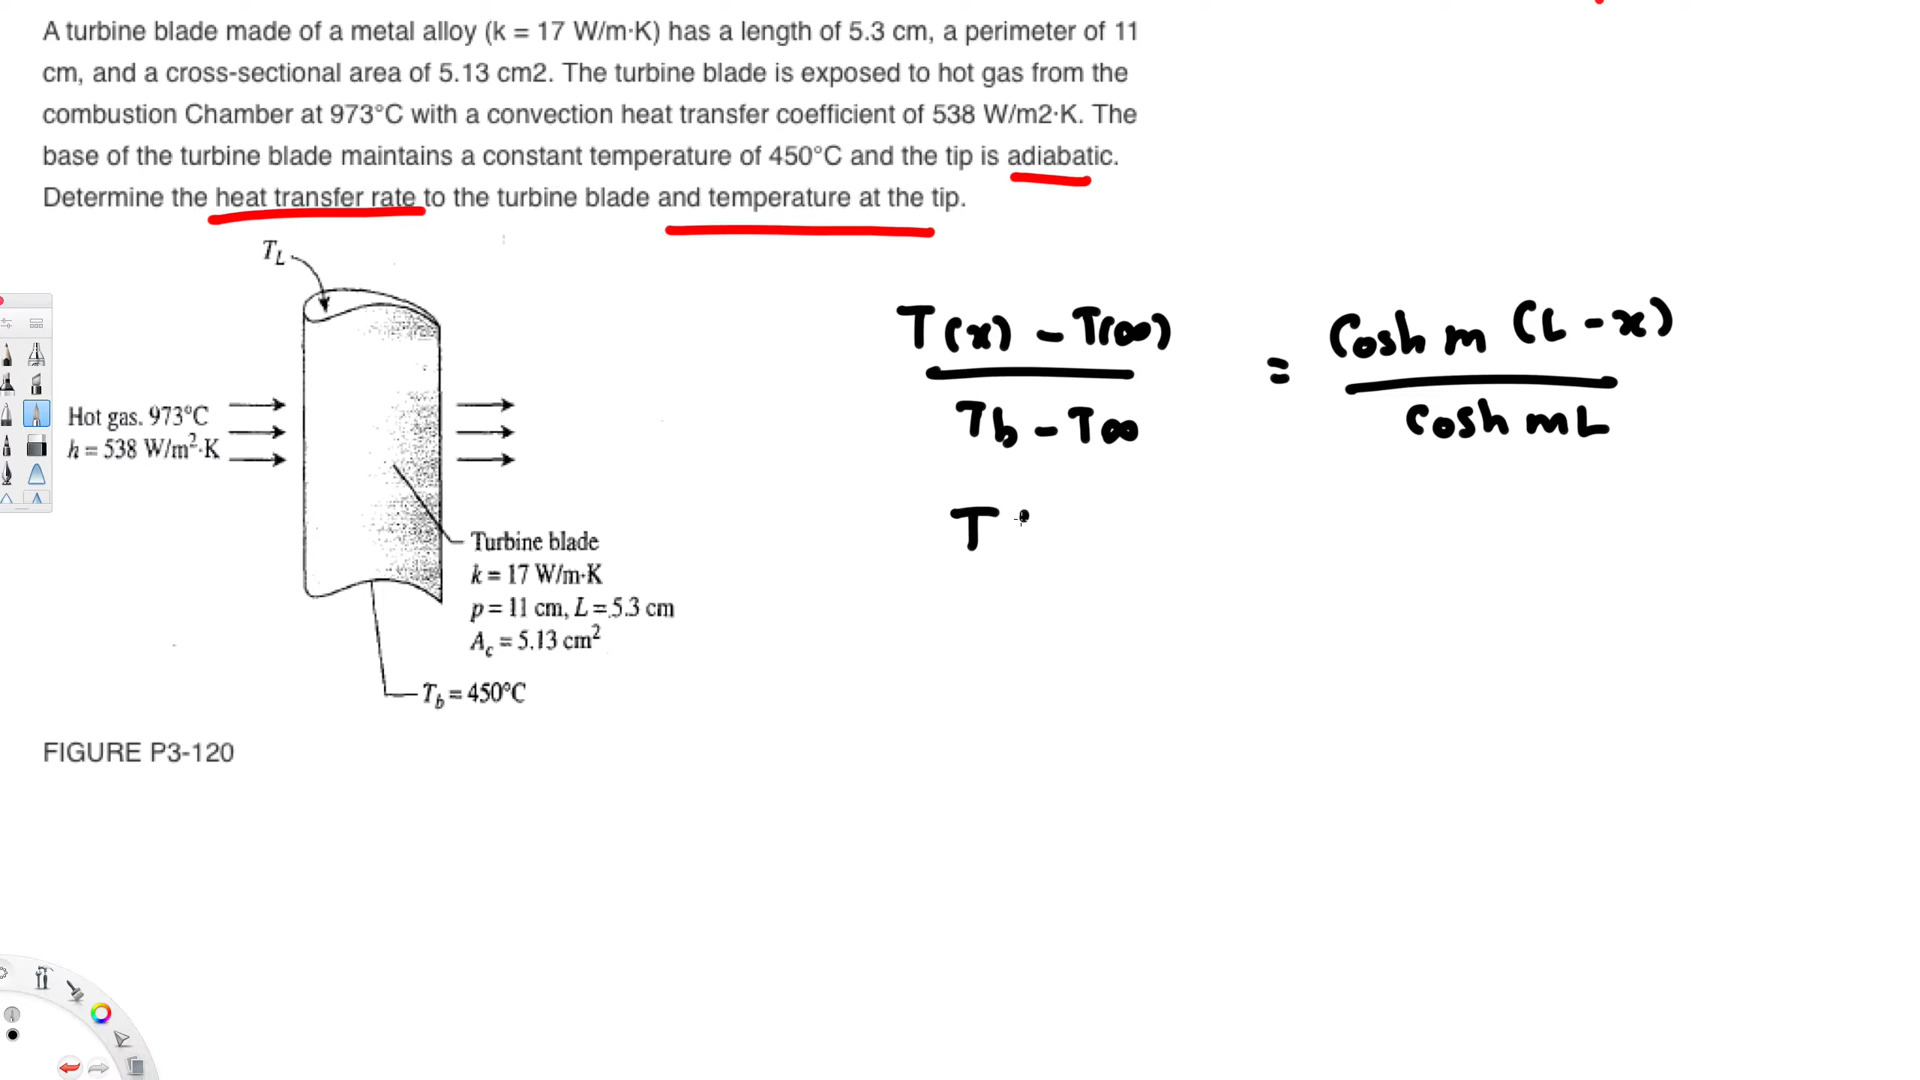 A turbine blade made of a metal alloy (k = 17 W/m·K) has a length of 5.3 cm, a perimeter of 11
cm, and a cross-sectional area of 5.13 cm2. The turbine blade is exposed to hot gas from the
combustion Chamber at 973°C with a convection heat transfer coefficient of 538 W/m2·K. The
base of the turbine blade maintains a constant temperature of 450°C and the tip is adiabatic.
Determine the heat transfer rate to the turbine blade and temperature at the tip.
T_L
Hot gas. 973°C
h = 538 W/m²·K
Turbine blade
k = 17 W/m·K
p = 11 cm, L = 5.3 cm
A_c = 5.13 cm²
T_b = 450°C
FIGURE P3-120
T(x) - T(∞) = Cosh m (L - x)
Tb - T∞ Cosh mL
T